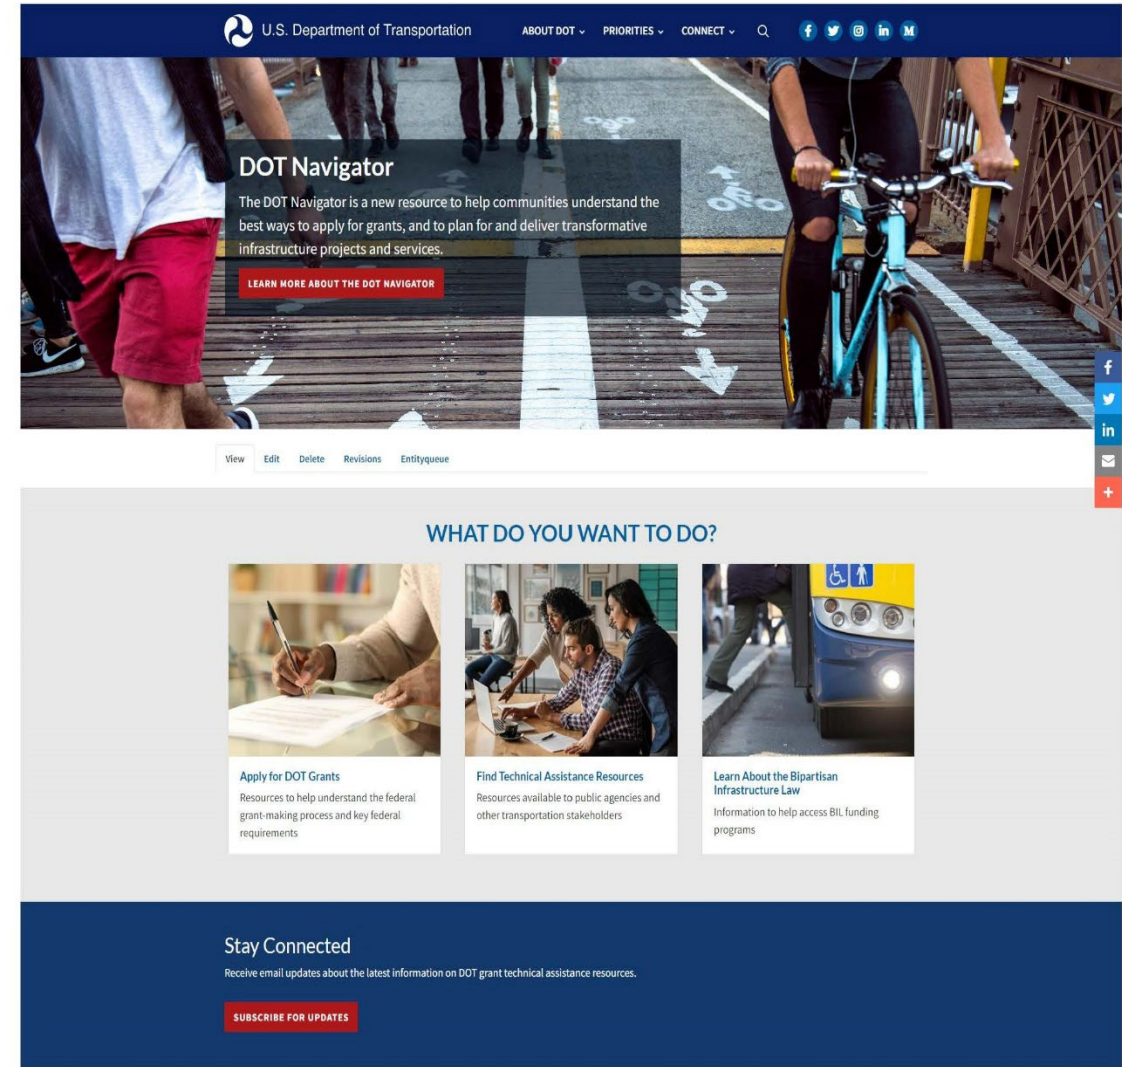 U.S. Department of Transportation
ABOUT DOT PRIORITIES CONNECT
DOT Navigator
The DOT Navigator is a new resource to help communities understand the
best ways to apply for grants, and to plan for and deliver transformative
infrastructure projects and services.
LEARN MORE ABOUT THE DOT NAVIGATOR
View Edit Delete Revisions Entityqueue
WHAT DO YOU WANT TO DO?
Apply for DOT Grants
Resources to help understand the federal
grant-making process and key federal
requirements
Find Technical Assistance Resources
Resources available to public agencies and
other transportation stakeholders
Learn About the Bipartisan
Infrastructure Law
Information to help access BIL funding
programs
Stay Connected
Receive email updates about the latest information on DOT grant technical assistance resources.
SUBSCRIBE FOR UPDATES